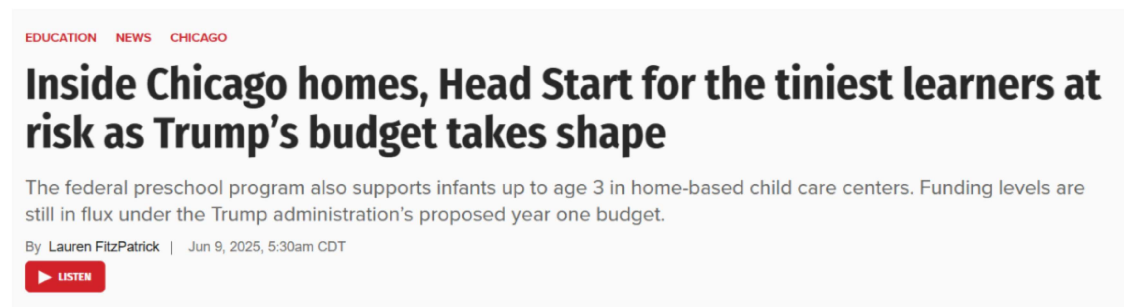 EDUCATION NEWS CHICAGO
Inside Chicago homes, Head Start for the tiniest learners at
risk as Trump’s budget takes shape
The federal preschool program also supports infants up to age 3 in home-based child care centers. Funding levels are
still in flux under the Trump administration’s proposed year one budget.
By Lauren FitzPatrick | Jun 9, 2025, 5:30am CDT
LISTEN